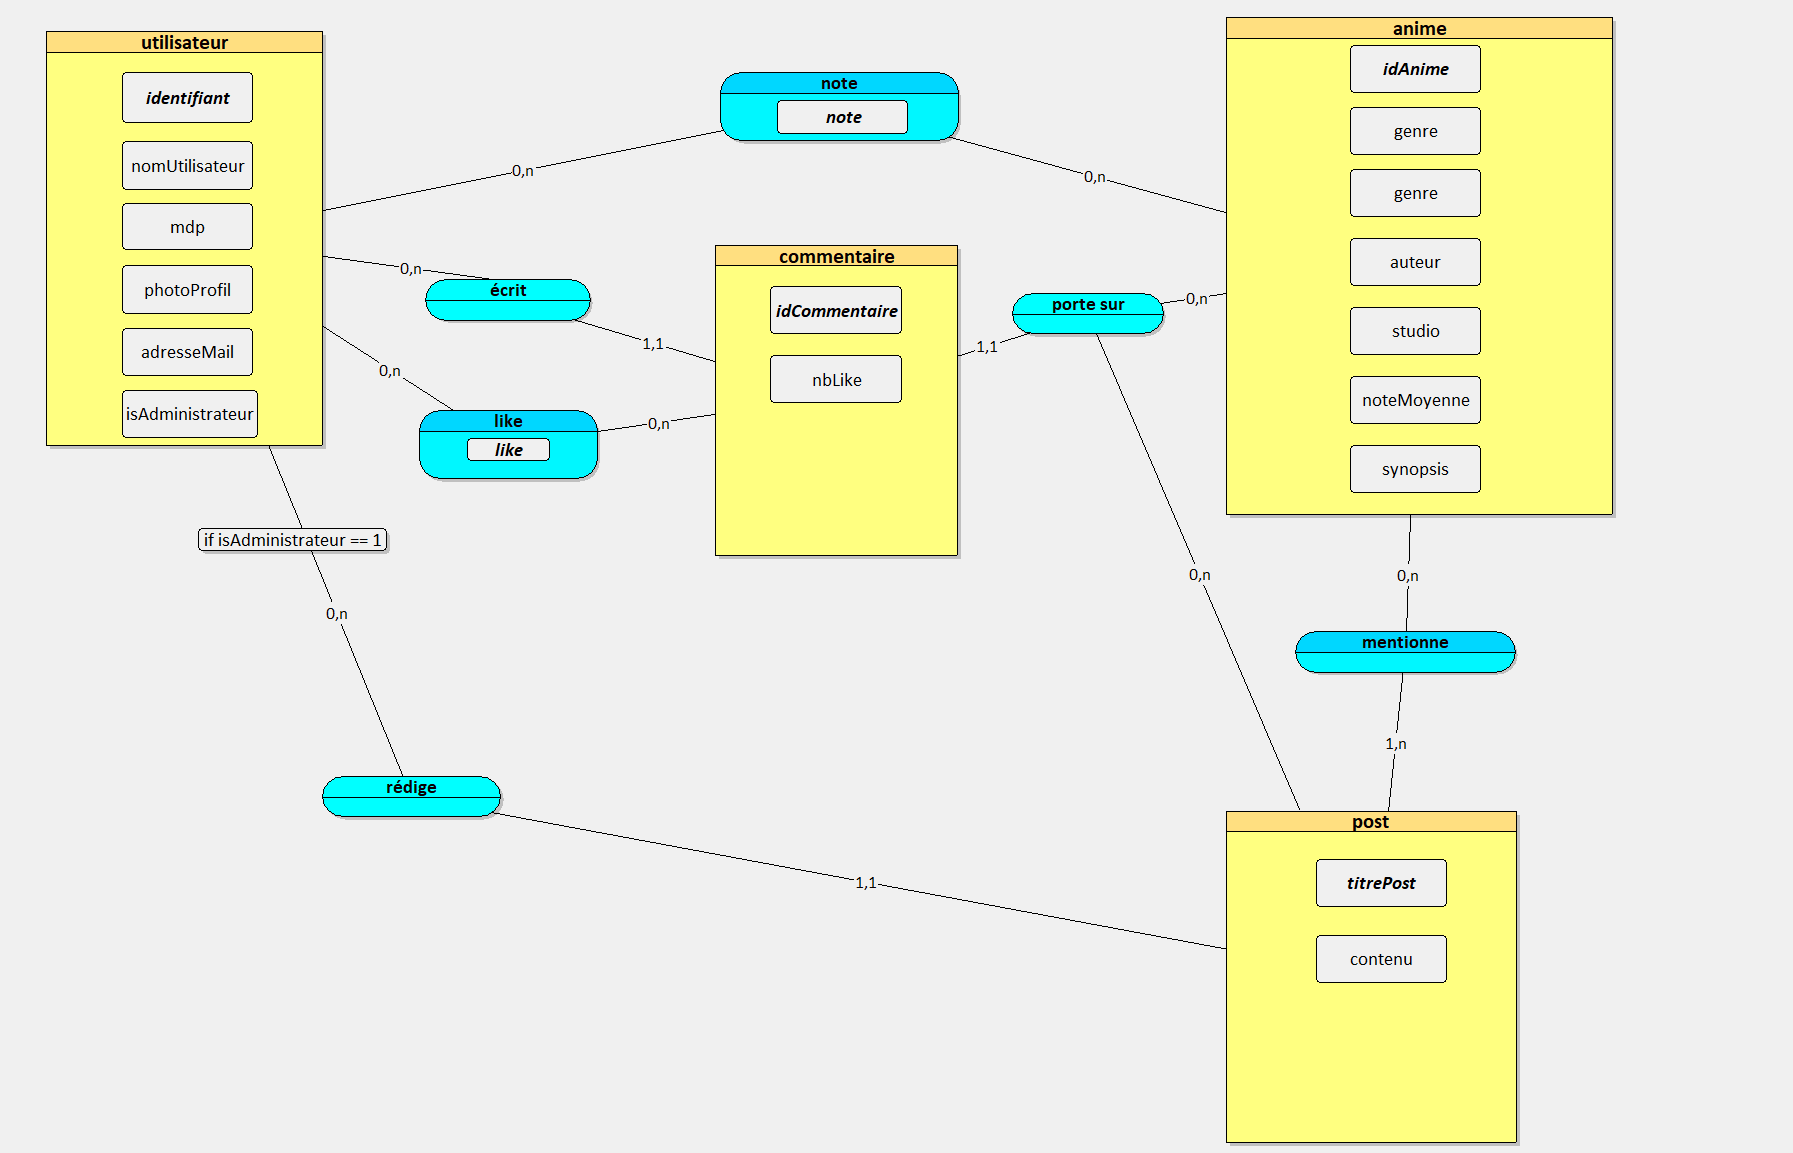 utilisateur
identifiant
nomUtilisateur
mdp
photoProfil
adresseMail
isAdministrateur
note
note
0,n
0,n
anime
idAnime
genre
genre
auteur
studio
noteMoyenne
synopsis
0,n
écrit
1,1
commentaire
idCommentaire
nbLike
1,1
porte sur
0,n
0,n
like
like
0,n
if isAdministrateur == 1
0,n
0,n
0,n
mentionne
1,n
rédige
1,1
post
titrePost
contenu